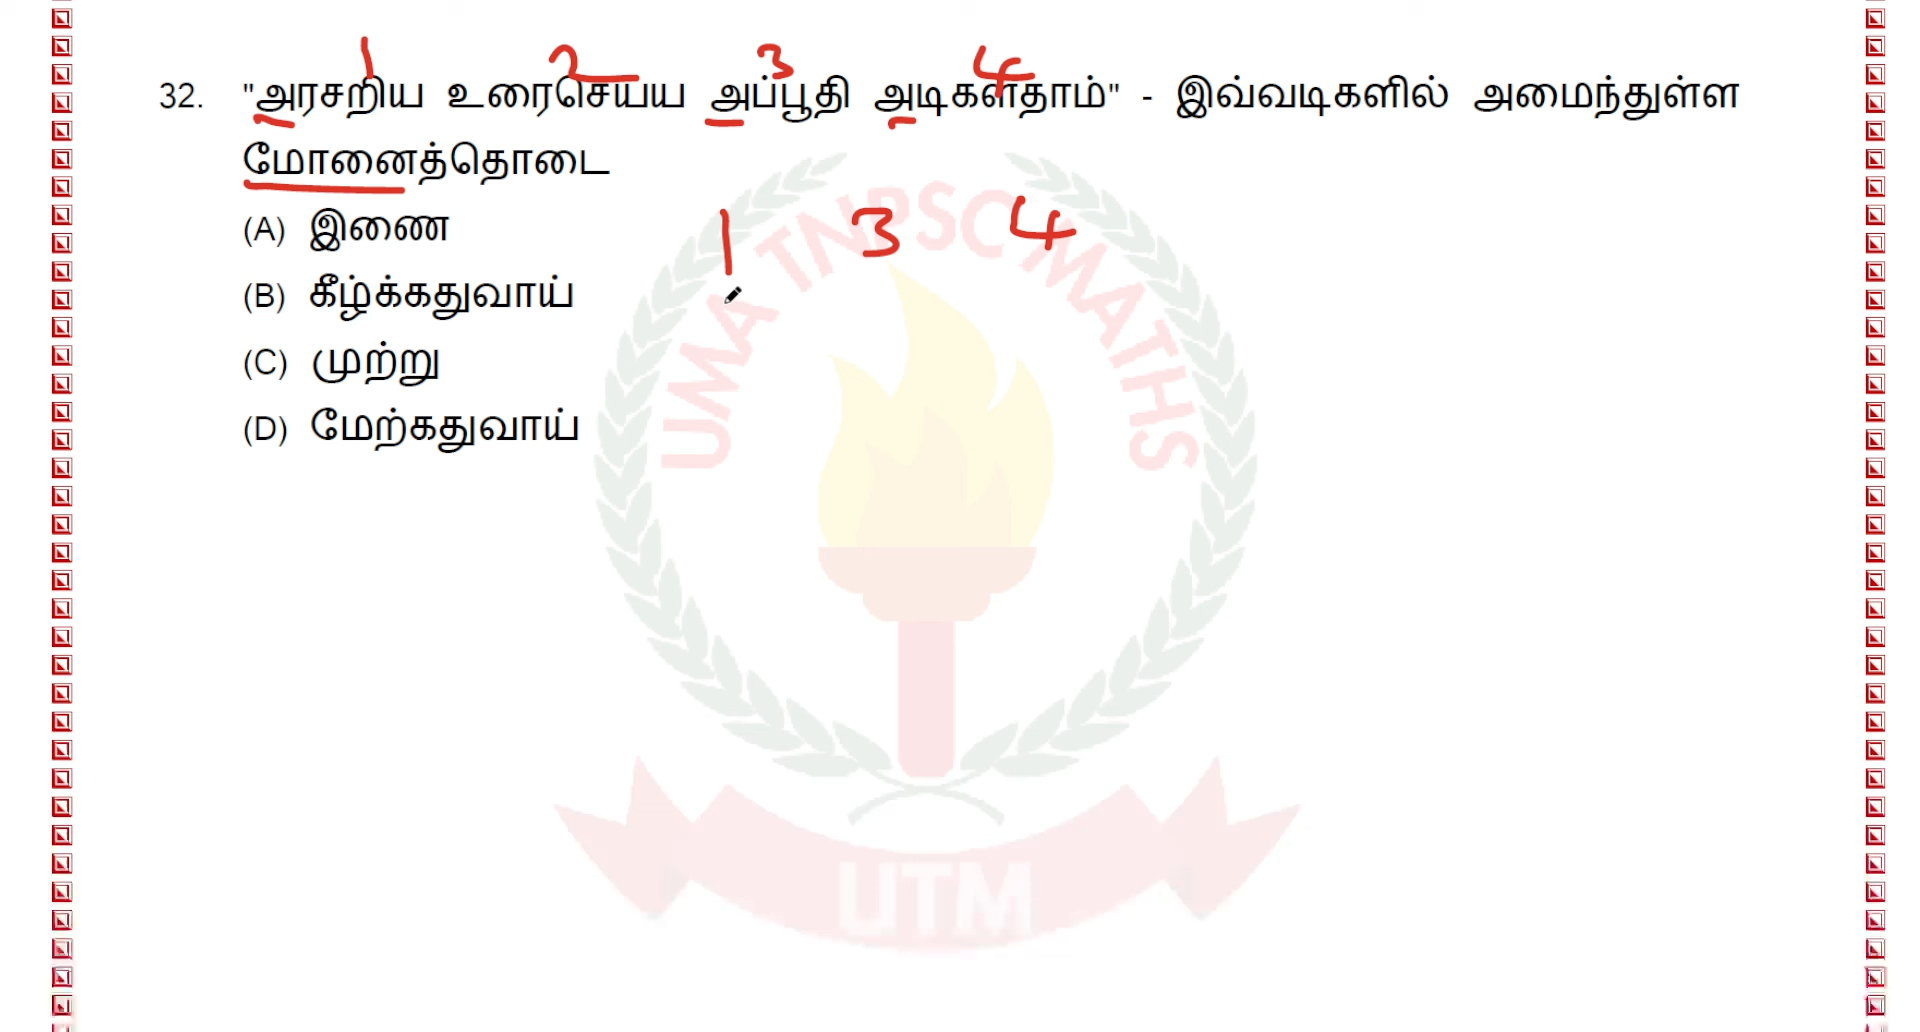 1 2 3 4
32. "அரசறிய உரைசெய்ய அப்பூதி அடிகள்தாம்" - இவ்வடிகளில் அமைந்துள்ள
மோனைத்தொடை
(A) இணை
1 3 4
(B) கீழ்க்கதுவாய்
(C) முற்று
(D) மேற்கதுவாய்
UMA TNPSC MATHS
UTM